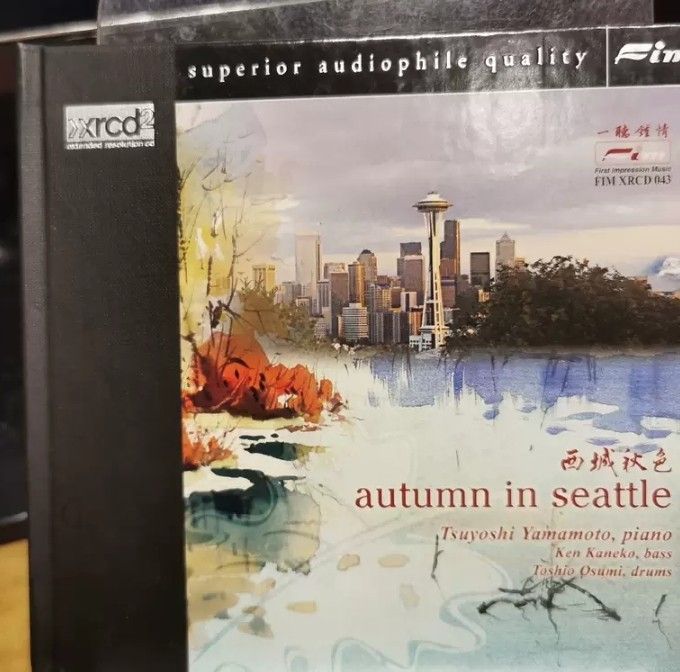 superior audiophile quality
Fim
xrcd2
extended resolution cd
一聽鍾情
Fim
First Impression Music
FIM XRCD 043
西城秋色
autumn in seattle
Tsuyoshi Yamamoto, piano
Ken Kaneko, bass
Toshio Osumi, drums